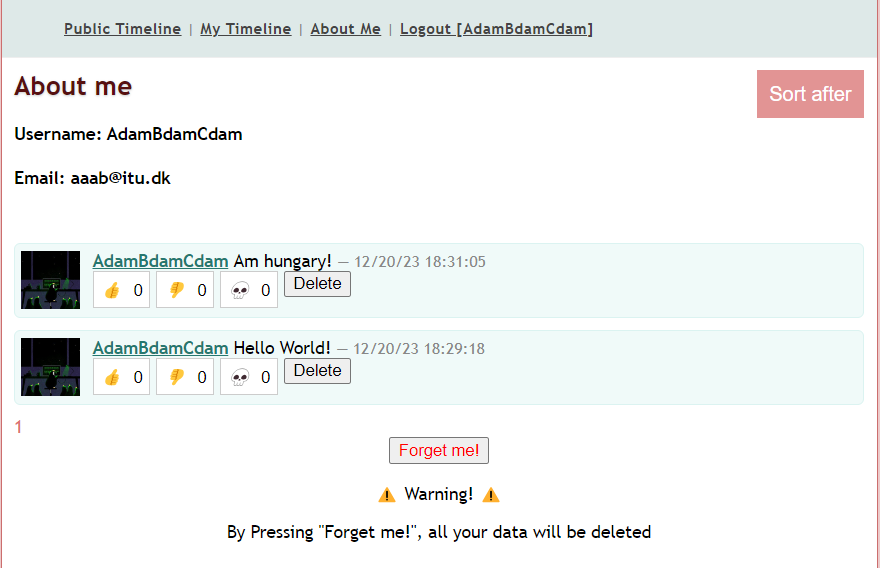 Public Timeline | My Timeline | About Me | Logout [AdamBdamCdam]
About me
Sort after
Username: AdamBdamCdam
Email: aaab@itu.dk
AdamBdamCdam Am hungary! — 12/20/23 18:31:05
👍 0 👎 0 💀 0 Delete
AdamBdamCdam Hello World! — 12/20/23 18:29:18
👍 0 👎 0 💀 0 Delete
1
Forget me!
⚠ Warning! ⚠
By Pressing "Forget me!", all your data will be deleted